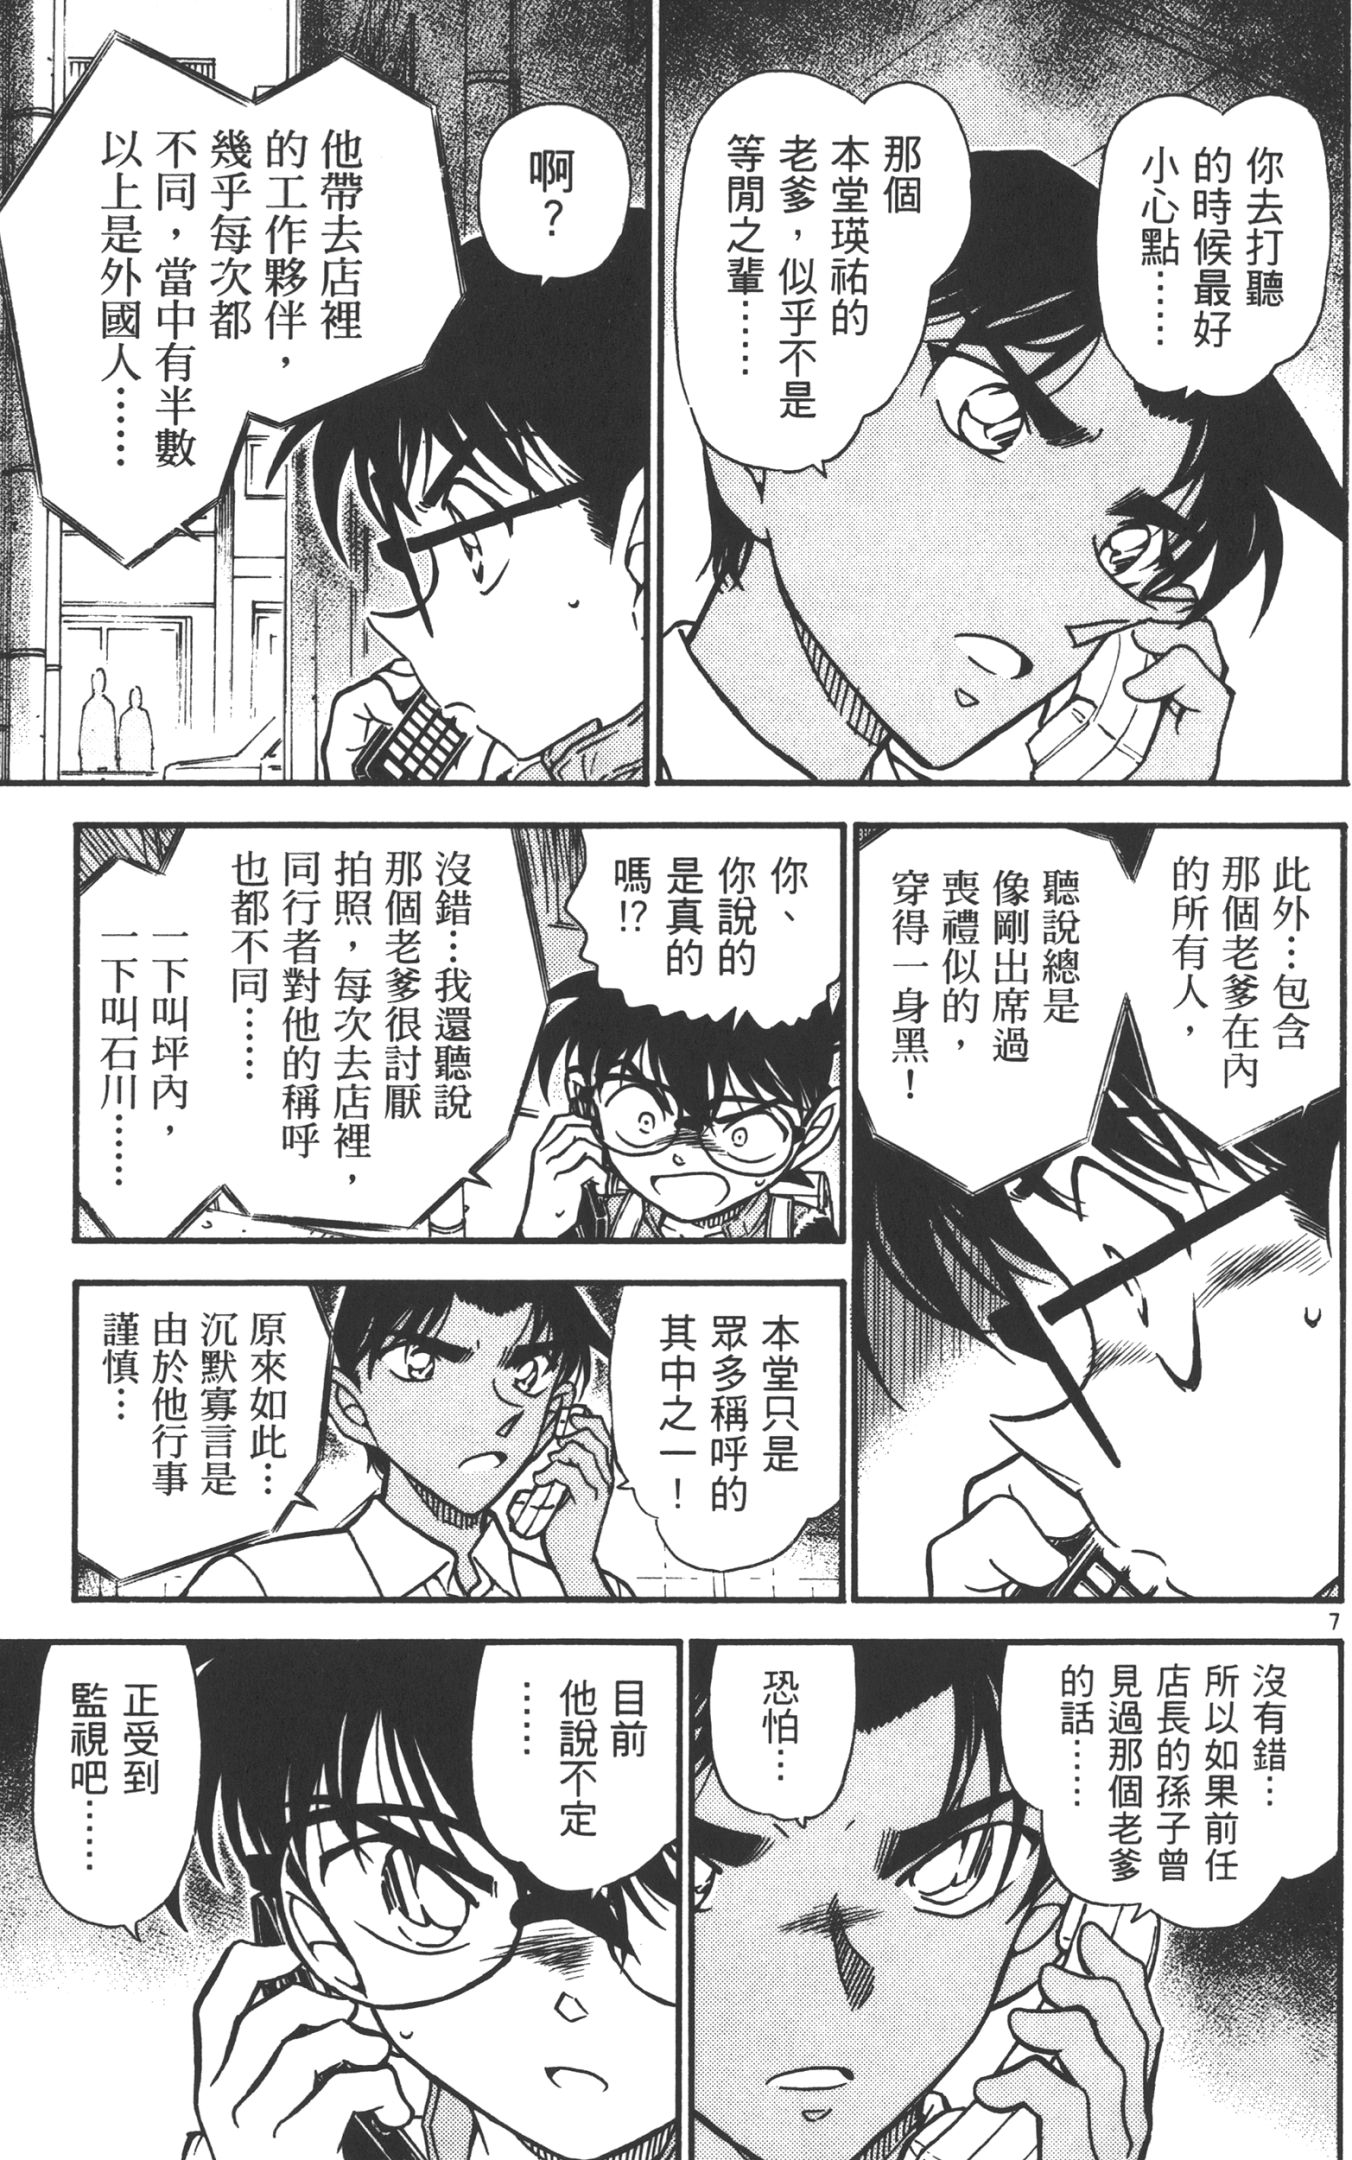 你去打聽
的時候最好
小心點……
那個
本堂瑛祐的
老爹，似乎不是
等閒之輩……
啊？
他帶去店裡
的工作夥伴，
幾乎每次都
不同，當中有半數
以上是外國人……
此外…包含
那個老爹在內
的所有人，
聽說總是
像剛出席過
喪禮似的，
穿得一身黑！
你、
你說的
是真的
嗎!?
沒錯…我還聽說
那個老爹很討厭
拍照，每次去店裡，
同行者對他的稱呼
也都不同……
一下叫坪內，
一下叫石川……
本堂只是
眾多稱呼的
其中之一！
原來如此…
沉默寡言是
由於他行事
謹慎…
7
沒有錯…
所以如果前任
店長的孫子曾
見過那個老爹
的話……
恐怕…
目前
他說不定
……
正受到
監視吧……